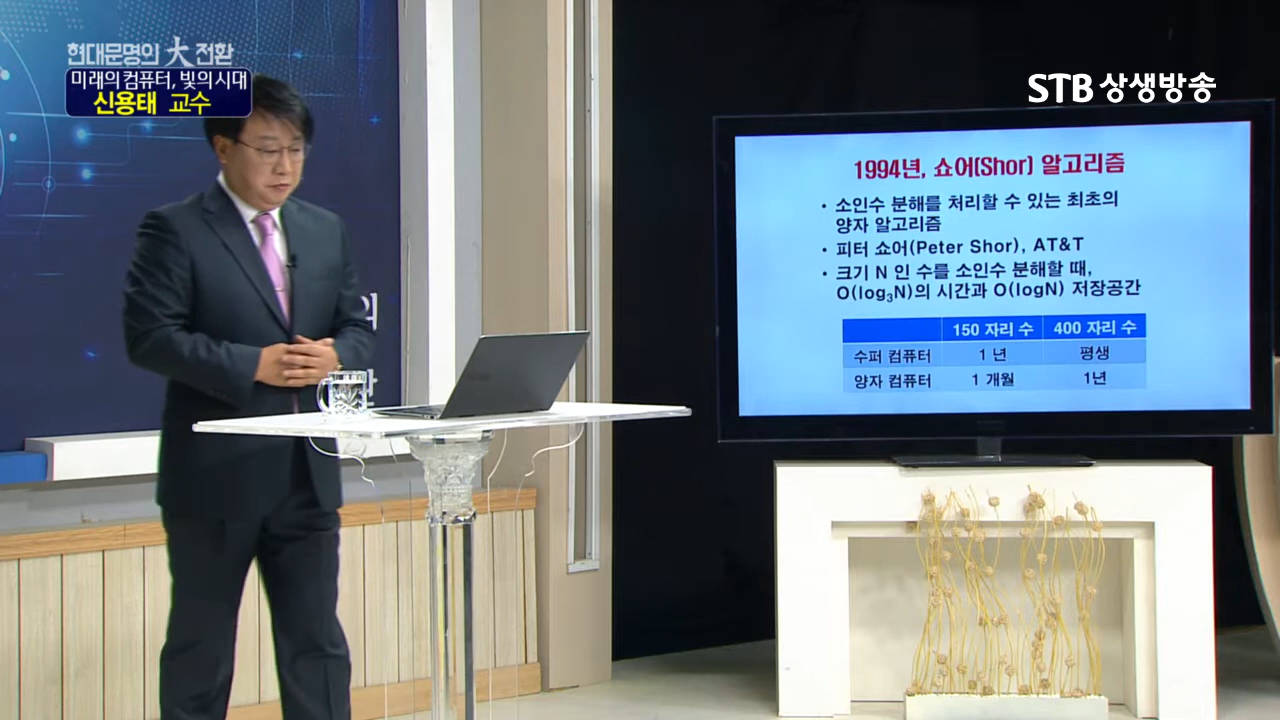 현대문명의 大 전환
미래의 컴퓨터, 빛의 시대
신용태 교수
STB 상생방송
1994년, 쇼어(Shor) 알고리즘
• 소인수 분해를 처리할 수 있는 최초의
양자 알고리즘
• 피터 쇼어(Peter Shor), AT&T
• 크기 N 인 수를 소인수 분해할 때,
O(log₃N)의 시간과 O(logN) 저장공간
150 자리 수 400 자리 수
수퍼 컴퓨터 1 년 평생
양자 컴퓨터 1 개월 1년
의